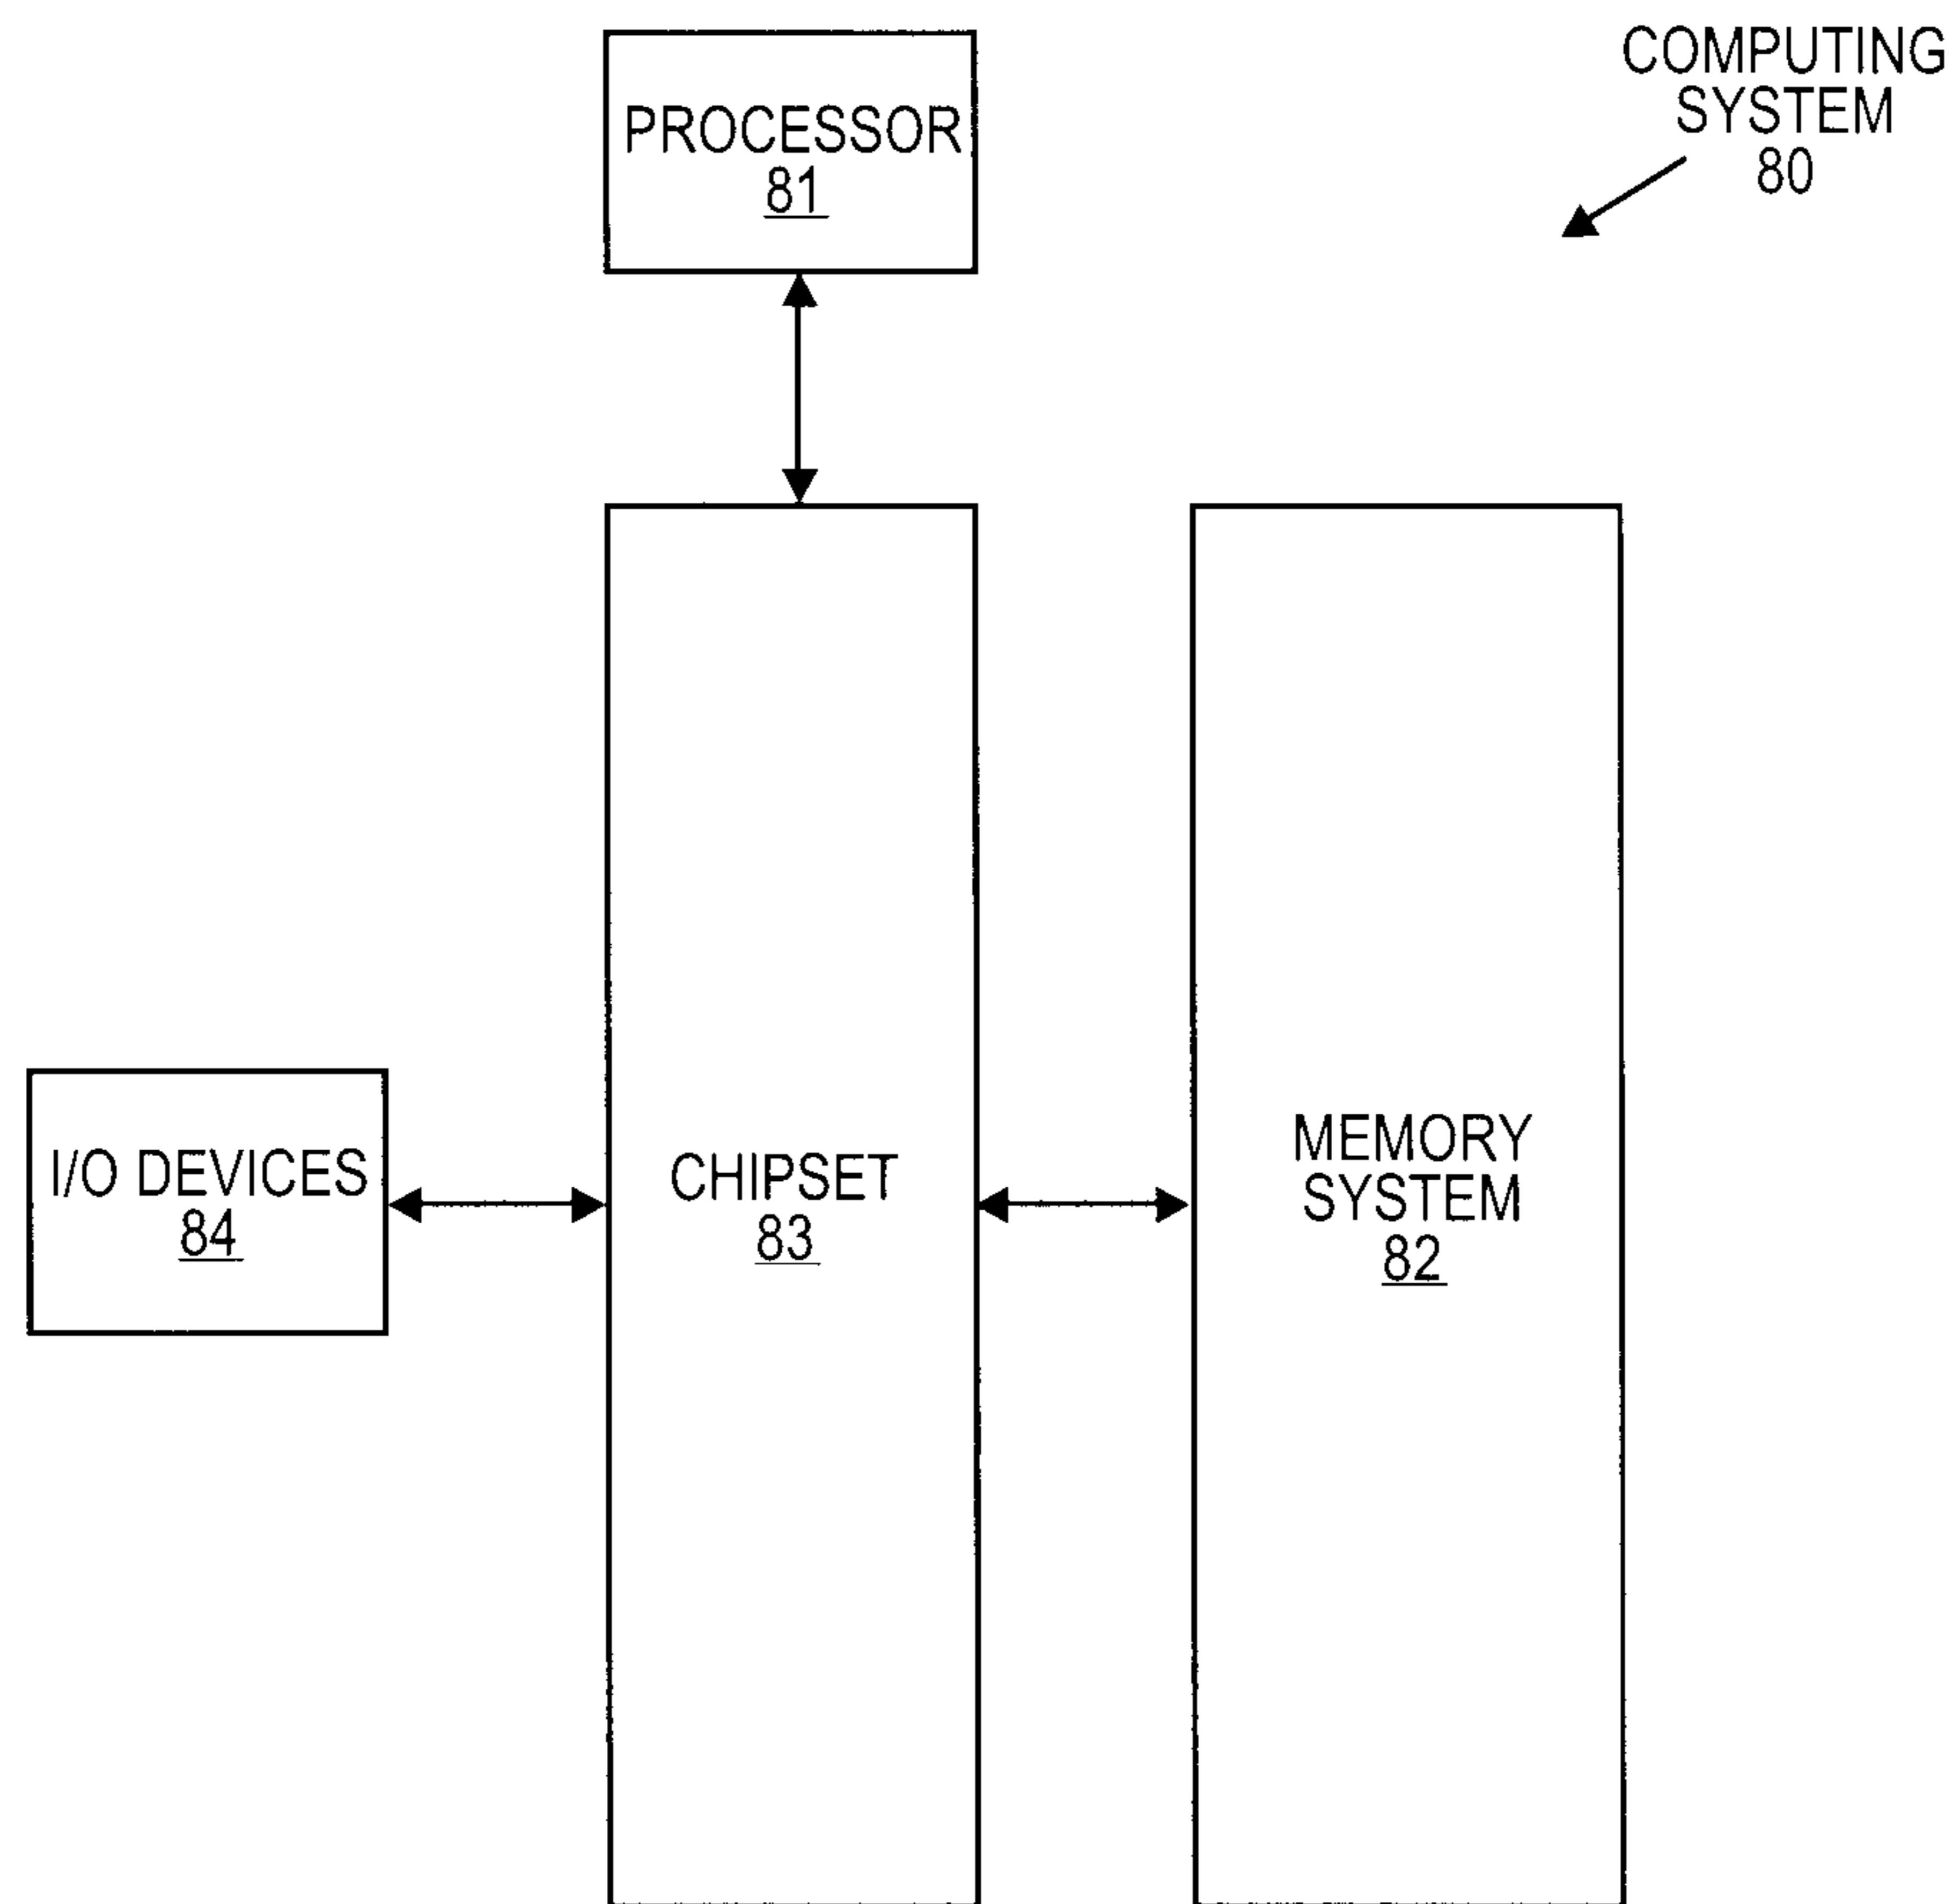 PROCESSOR
81
COMPUTING
SYSTEM
80
I/O DEVICES
84
CHIPSET
83
MEMORY
SYSTEM
82